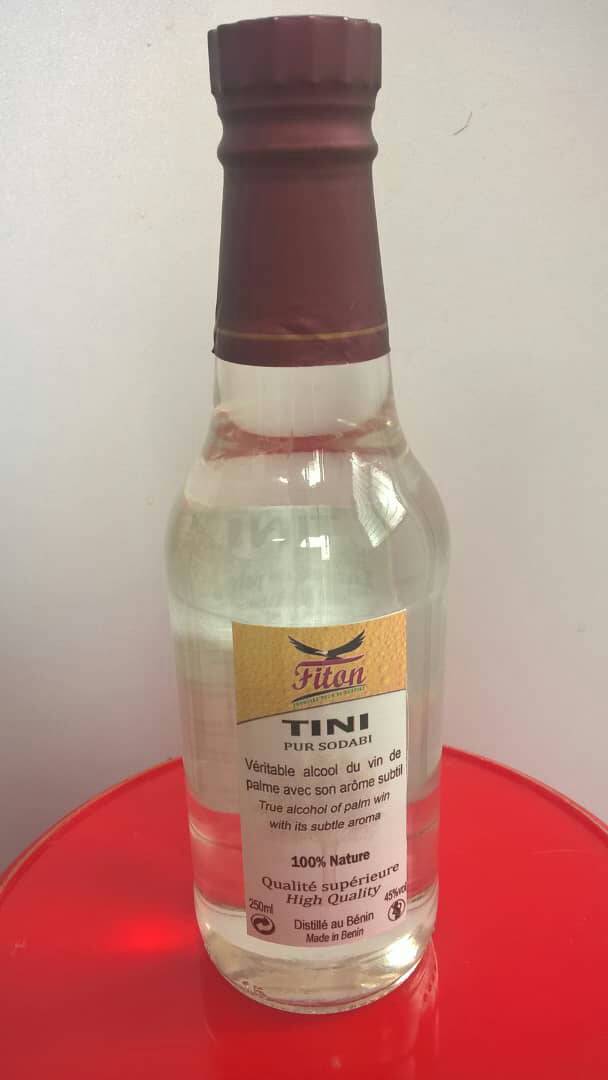 Fiton
TINI
PUR SODABI
Véritable alcool du vin de
palme avec son arôme subtil
True alcohol of palm win
with its subtle aroma
100% Nature
Qualité supérieure
High Quality
250ml
45%vol
Distillé au Bénin
Made in Benin